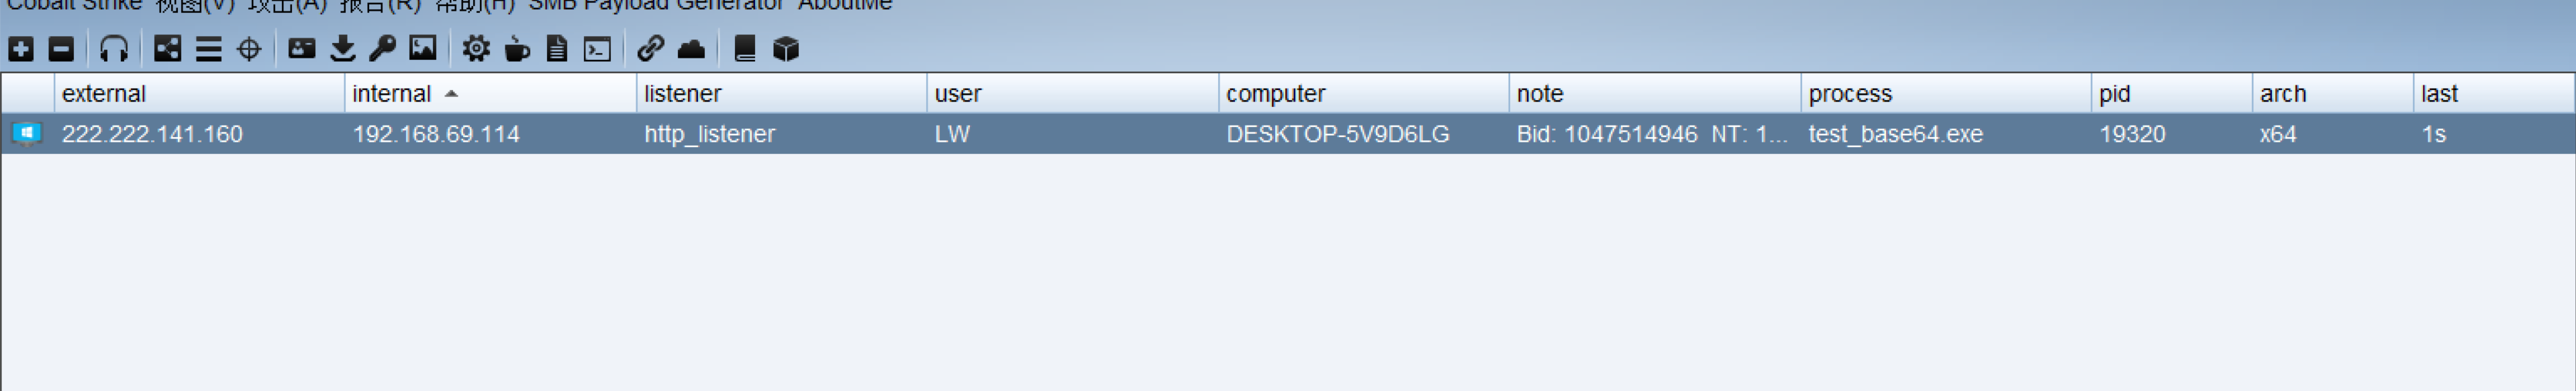 Cobalt Strike 视图(V) 攻击(A) 报告(R) 帮助(H) SMB Payload Generator AboutMe
external internal listener user computer note process pid arch last
222.222.141.160 192.168.69.114 http_listener LW DESKTOP-5V9D6LG Bid: 1047514946 NT: 1... test_base64.exe 19320 x64 1s